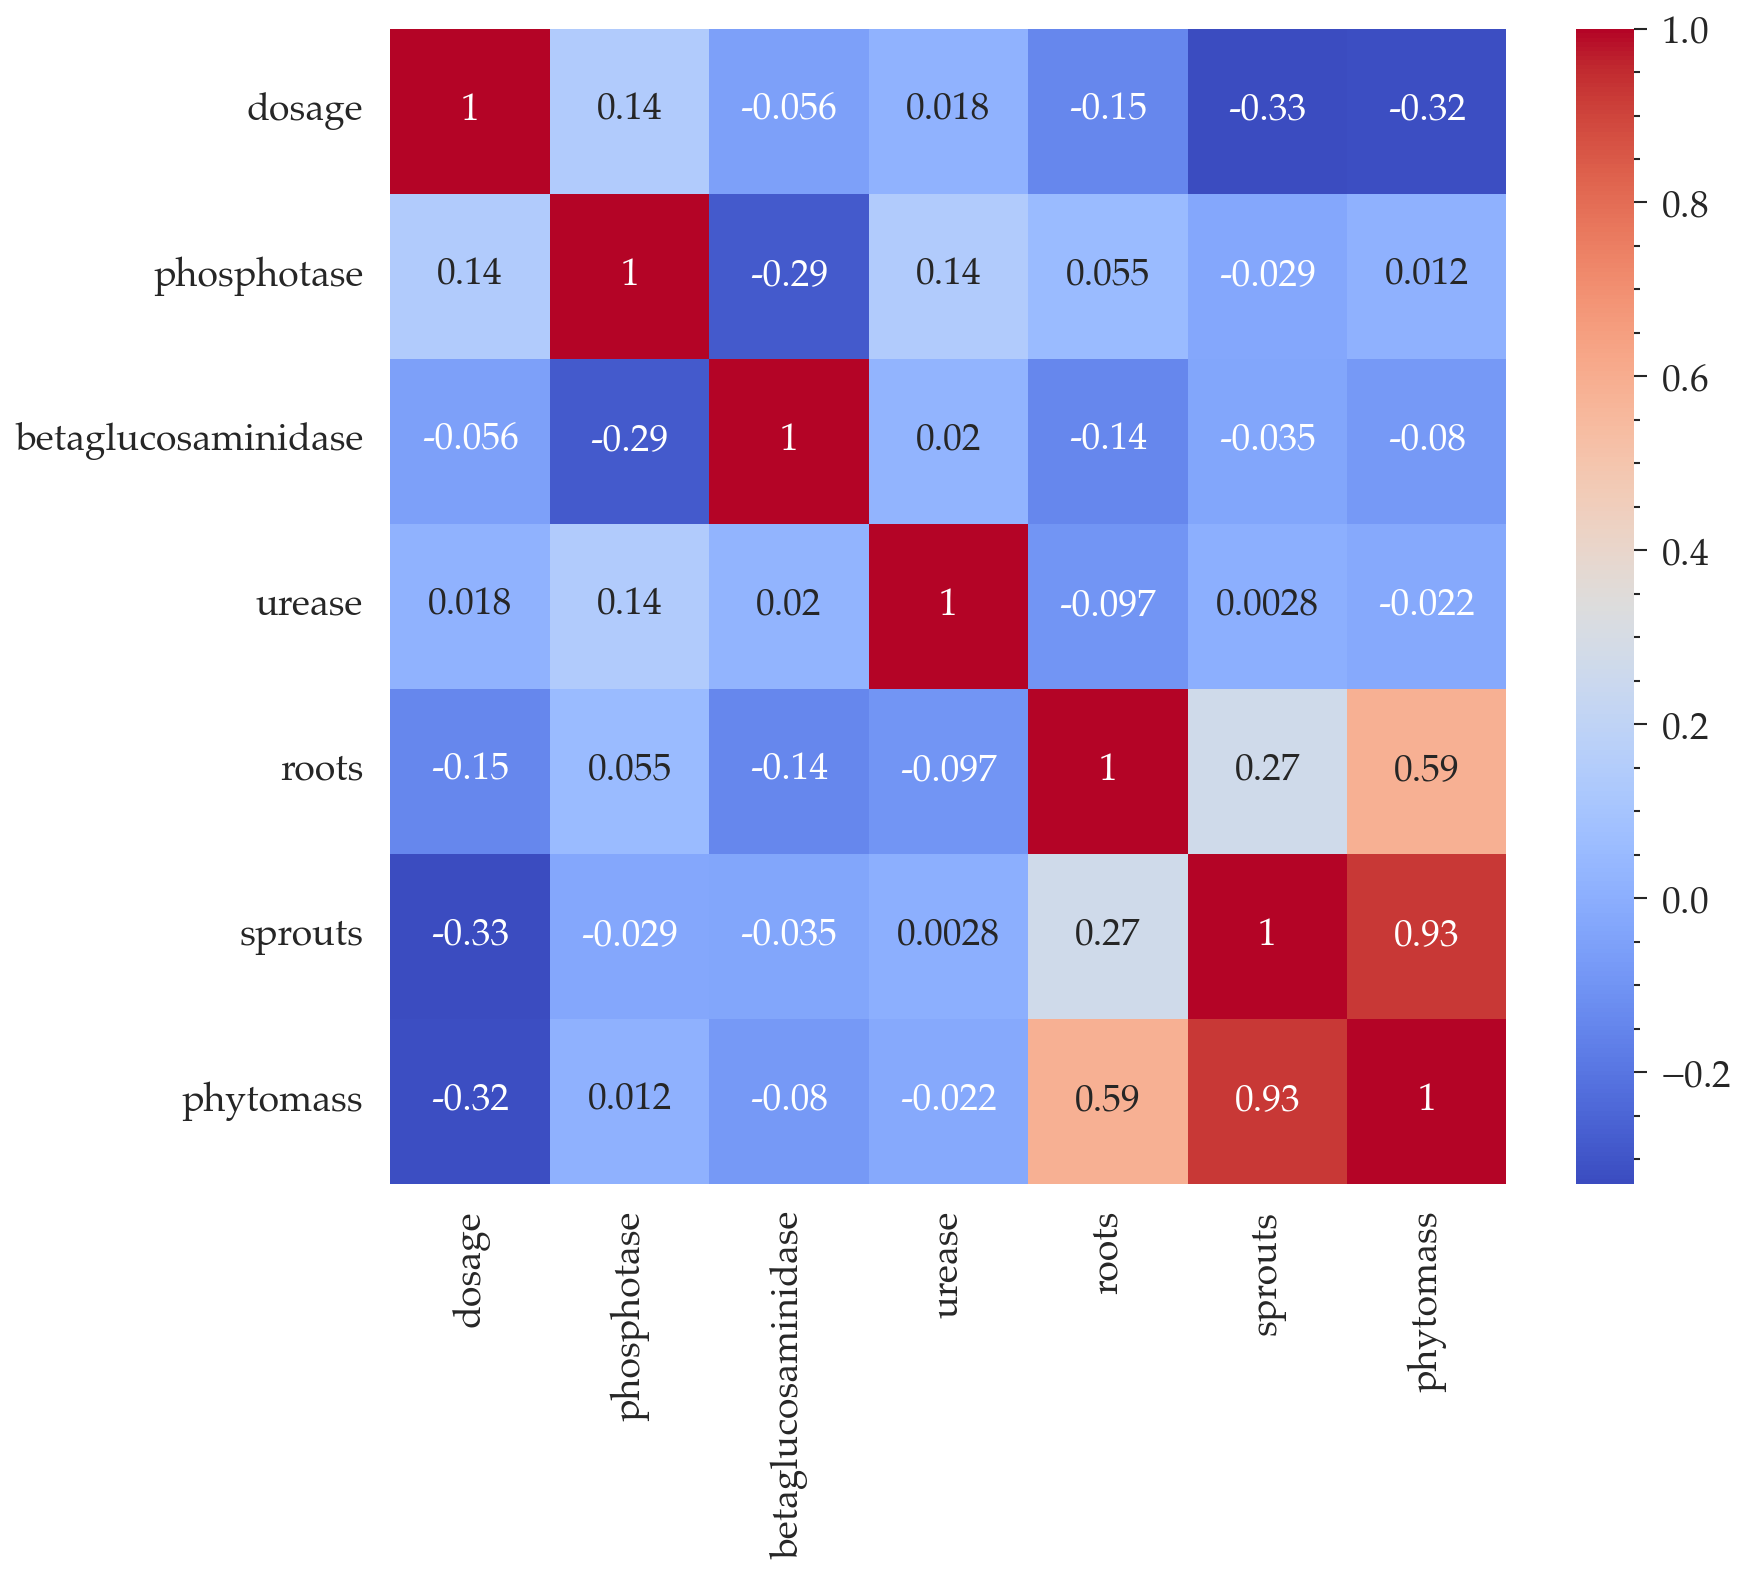 dosage 1 0.14 -0.056 0.018 -0.15 -0.33 -0.32
phosphotase 0.14 1 -0.29 0.14 0.055 -0.029 0.012
betaglucosaminidase -0.056 -0.29 1 0.02 -0.14 -0.035 -0.08
urease 0.018 0.14 0.02 1 -0.097 0.0028 -0.022
roots -0.15 0.055 -0.14 -0.097 1 0.27 0.59
sprouts -0.33 -0.029 -0.035 0.0028 0.27 1 0.93
phytomass -0.32 0.012 -0.08 -0.022 0.59 0.93 1
dosage
phosphotase
betaglucosaminidase
urease
roots
sprouts
phytomass
1.0
0.8
0.6
0.4
0.2
0.0
−0.2